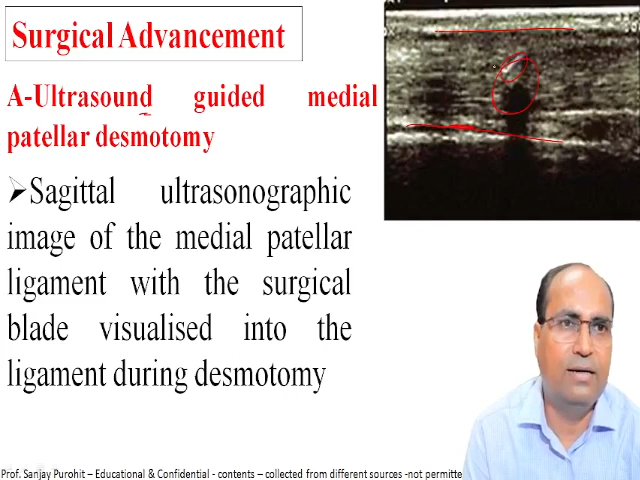 Surgical Advancement
A-Ultrasound guided medial
patellar desmotomy
➢Sagittal ultrasonographic
image of the medial patellar
ligament with the surgical
blade visualised into the
ligament during desmotomy
Prof. Sanjay Purohit – Educational & Confidential - contents – collected from different sources -not permitte